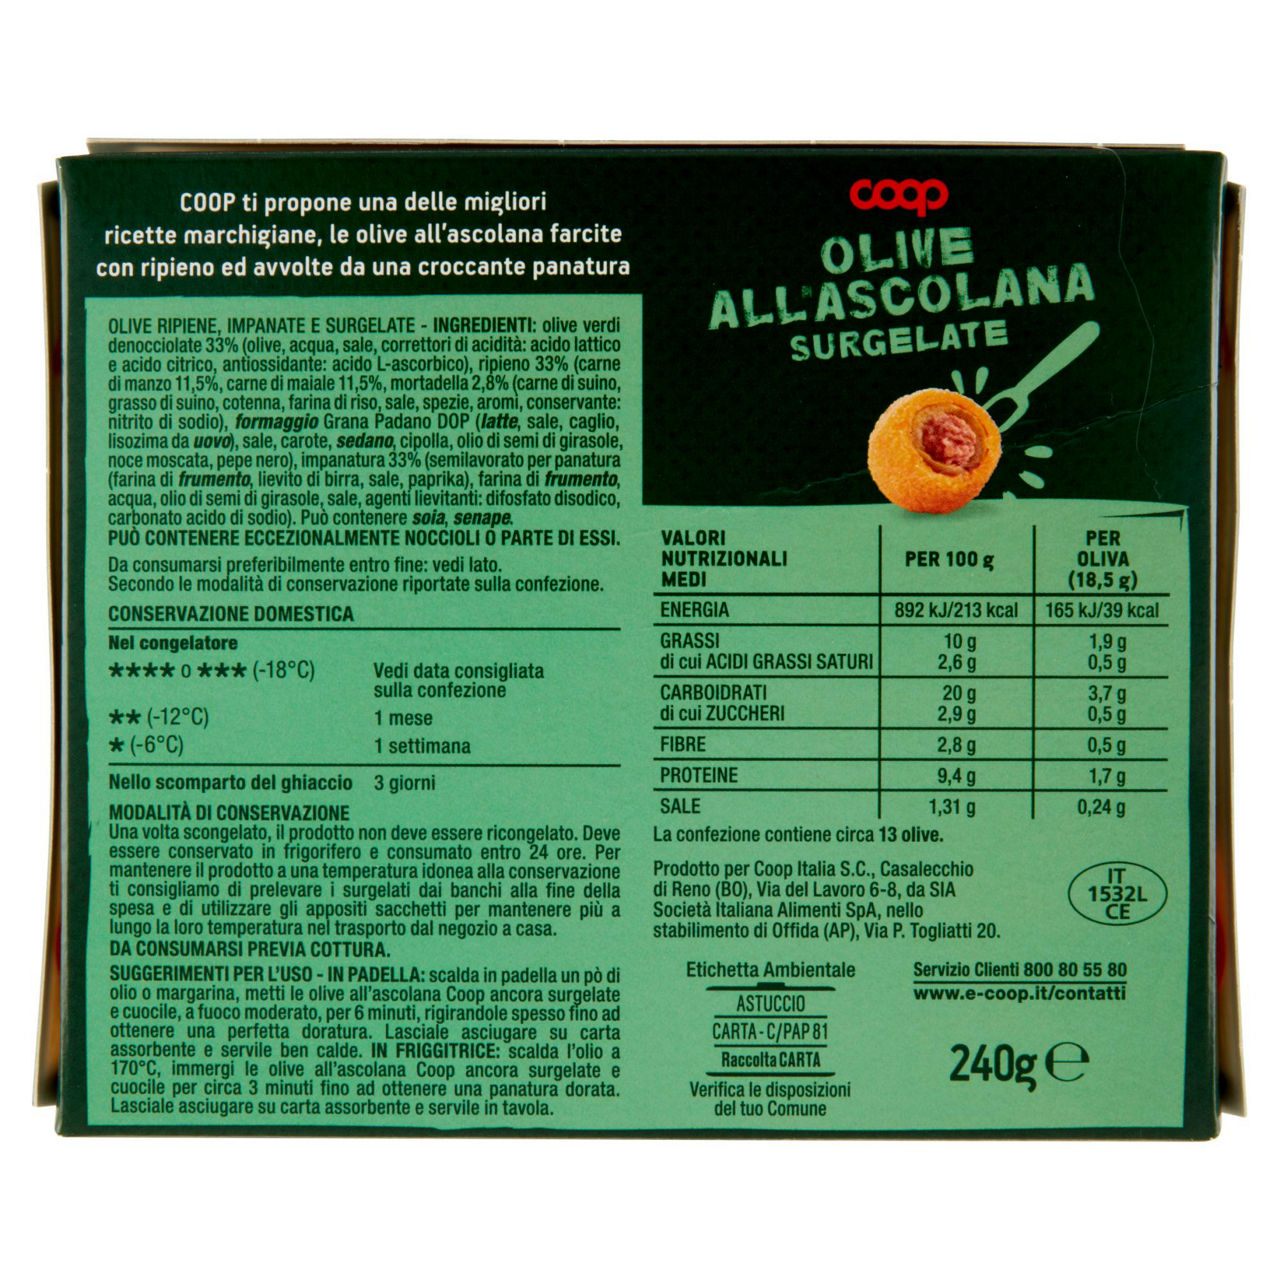 COOP ti propone una delle migliori
ricette marchigiane, le olive all'ascolana farcite
con ripieno ed avvolte da una croccante panatura
OLIVE RIPIENE, IMPANATE E SURGELATE - INGREDIENTI: olive verdi
denocciolate 33% (olive, acqua, sale, correttori di acidità: acido lattico
e acido citrico, antiossidante: acido L-ascorbico), ripieno 33% (carne
di manzo 11,5%, carne di maiale 11,5%, mortadella 2,8% (carne di suino,
grasso di suino, cotenna, farina di riso, sale, spezie, aromi, conservante:
nitrito di sodio), formaggio Grana Padano DOP (latte, sale, caglio,
lisozima da uovo), sale, carote, sedano, cipolla, olio di semi di girasole,
noce moscata, pepe nero), impanatura 33% (semilavorato per panatura
(farina di frumento, lievito di birra, sale, paprika), farina di frumento,
acqua, olio di semi di girasole, sale, agenti lievitanti: difosfato disodico,
carbonato acido di sodio). Può contenere soia, senape.
PUÒ CONTENERE ECCEZIONALMENTE NOCCIOLI O PARTE DI ESSI.
Da consumarsi preferibilmente entro fine: vedi lato.
Secondo le modalità di conservazione riportate sulla confezione.
CONSERVAZIONE DOMESTICA
Nel congelatore
**** o *** (-18°C) Vedi data consigliata
sulla confezione
** (-12°C) 1 mese
* (-6°C) 1 settimana
Nello scomparto del ghiaccio 3 giorni
MODALITÀ DI CONSERVAZIONE
Una volta scongelato, il prodotto non deve essere ricongelato. Deve
essere conservato in frigorifero e consumato entro 24 ore. Per
mantenere il prodotto a una temperatura idonea alla conservazione
ti consigliamo di prelevare i surgelati dai banchi alla fine della
spesa e di utilizzare gli appositi sacchetti per mantenere più a
lungo la loro temperatura nel trasporto dal negozio a casa.
DA CONSUMARSI PREVIA COTTURA.
SUGGERIMENTI PER L'USO - IN PADELLA: scalda in padella un pò di
olio o margarina, metti le olive all'ascolana Coop ancora surgelate
e cuocile, a fuoco moderato, per 6 minuti, rigirandole spesso fino ad
ottenere una perfetta doratura. Lasciale asciugare su carta
assorbente e servile ben calde. IN FRIGGITRICE: scalda l'olio a
170°C, immergi le olive all'ascolana Coop ancora surgelate e
cuocile per circa 3 minuti fino ad ottenere una panatura dorata.
Lasciale asciugare su carta assorbente e servile in tavola.
coop
OLIVE
ALL'ASCOLANA
SURGELATE
VALORI NUTRIZIONALI MEDI PER 100 g PER OLIVA (18,5 g)
ENERGIA 892 kJ/213 kcal 165 kJ/39 kcal
GRASSI 10 g 1,9 g
di cui ACIDI GRASSI SATURI 2,6 g 0,5 g
CARBOIDRATI 20 g 3,7 g
di cui ZUCCHERI 2,9 g 0,5 g
FIBRE 2,8 g 0,5 g
PROTEINE 9,4 g 1,7 g
SALE 1,31 g 0,24 g
La confezione contiene circa 13 olive.
Prodotto per Coop Italia S.C., Casalecchio
di Reno (BO), Via del Lavoro 6-8, da SIA
Società Italiana Alimenti SpA, nello
stabilimento di Offida (AP), Via P. Togliatti 20.
IT
1532L
CE
Etichetta Ambientale
ASTUCCIO
CARTA - C/PAP 81
Raccolta CARTA
Verifica le disposizioni
del tuo Comune
Servizio Clienti 800 80 55 80
www.e-coop.it/contatti
240g e